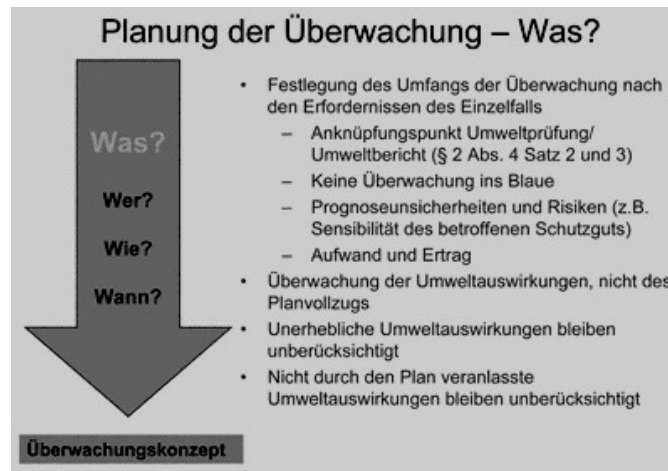 Planung der Überwachung – Was?
Was?
Wer?
Wie?
Wann?
Überwachungskonzept
• Festlegung des Umfangs der Überwachung nach
den Erfordnissen des Einzelfalls
– Anknüpfungspunkt Umweltprüfung/
Umweltbericht (§ 2 Abs. 4 Satz 2 und 3)
– Keine Überwachung ins Blaue
– Prognoseunsicherheiten und Risiken (z.B.
Sensibilität des betroffenen Schutzguts)
– Aufwand und Ertrag
• Überwachung der Umweltauswirkungen, nicht des
Planvollzugs
• Unerhebliche Umweltauswirkungen bleiben
unberücksichtigt
• Nicht durch den Plan veranlasste
Umweltauswirkungen bleiben unberücksichtigt